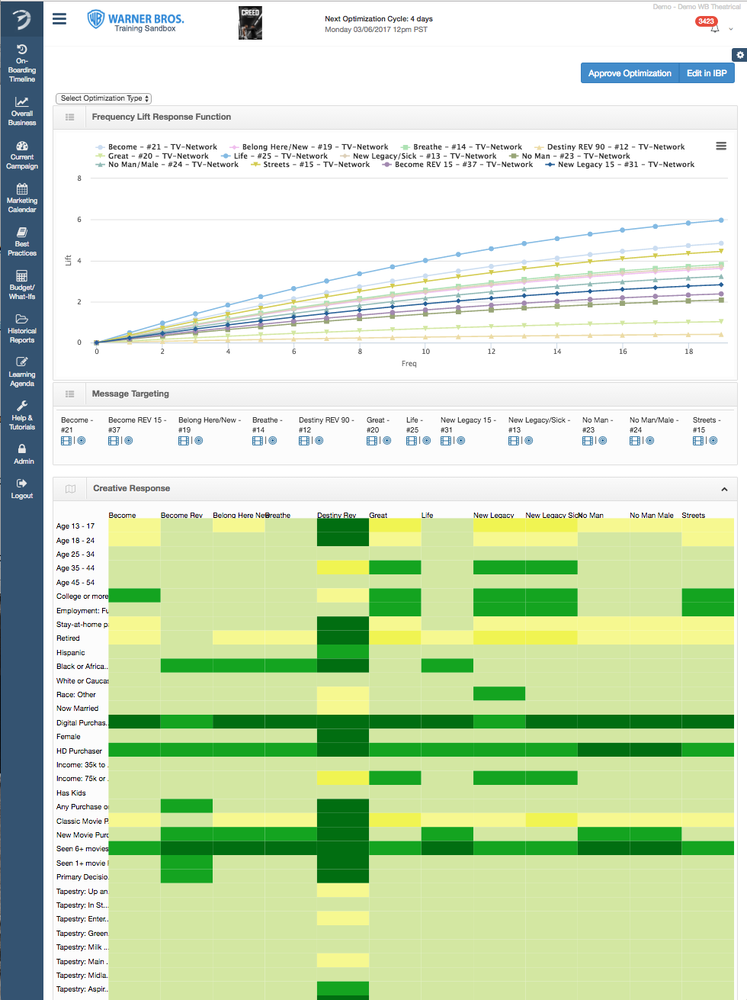 Demo - Demo WB Theatrical
WB WARNER BROS.
Training Sandbox
CREED
Next Optimization Cycle: 4 days
Monday 03/06/2017 12pm PST
3423
On-
Boarding
Timeline
Overall
Business
Current
Campaign
Marketing
Calendar
Best
Practices
Budget/
What-Ifs
Historical
Reports
Learning
Agenda
Help &
Tutorials
Admin
Logout
Approve Optimization
Edit in IBP
Select Optimization Type
Frequency Lift Response Function
Become - #21 - TV-Network Belong Here/New - #19 - TV-Network Breathe - #14 - TV-Network Destiny REV 90 - #12 - TV-Network
Great - #20 - TV-Network Life - #25 - TV-Network New Legacy/Sick - #13 - TV-Network No Man - #23 - TV-Network
No Man/Male - #24 - TV-Network Streets - #15 - TV-Network Become REV 15 - #37 - TV-Network New Legacy 15 - #31 - TV-Network
8
6
4
2
0
Lift
0 2 4 6 8 10 12 14 16 18
Freq
Message Targeting
Become - Become REV 15 - Belong Here/New - Breathe - Destiny REV 90 - Great - Life - New Legacy 15 - New Legacy/Sick - No Man - No Man/Male - Streets -
#21 #37 #19 #14 #12 #20 #25 #31 #13 #23 #24 #15
Creative Response
Become Become Rev Belong Here New Breathe Destiny Rev Great Life New Legacy New Legacy Sick No Man No Man Male Streets
Age 13 - 17
Age 18 - 24
Age 25 - 34
Age 35 - 44
Age 45 - 54
College or more
Employment: Fu
Stay-at-home pa
Retired
Hispanic
Black or Africa...
White or Caucas
Race: Other
Now Married
Digital Purchas...
Female
HD Purchaser
Income: 35k to ..
Income: 75k or ..
Has Kids
Any Purchase or
Classic Movie P.
New Movie Purc
Seen 6+ movies
Seen 1+ movie
Primary Decisio.
Tapestry: Up an.
Tapestry: In St...
Tapestry: Enter..
Tapestry: Green.
Tapestry: Milk ...
Tapestry: Main ..
Tapestry: Midla..
Tapestry: Aspir...